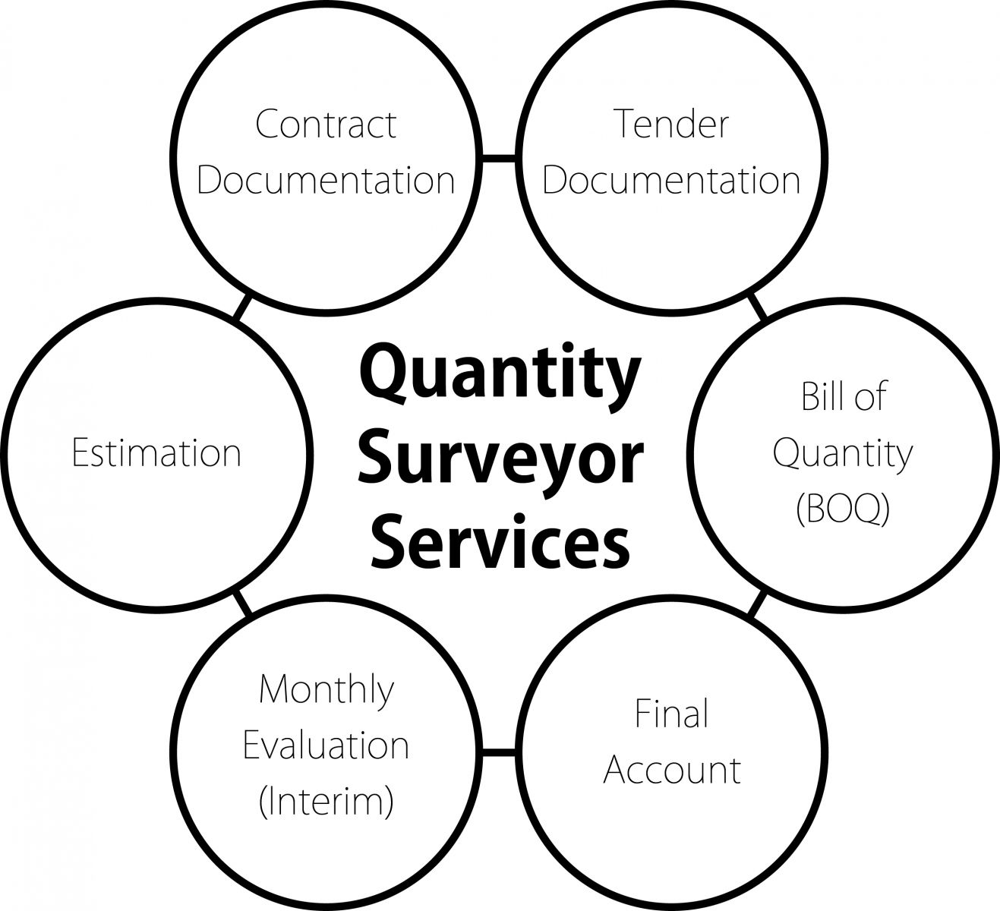 Contract
Documentation
Tender
Documentation
Estimation
Quantity
Surveyor
Services
Bill of
Quantity
(BOQ)
Monthly
Evaluation
(Interim)
Final
Account